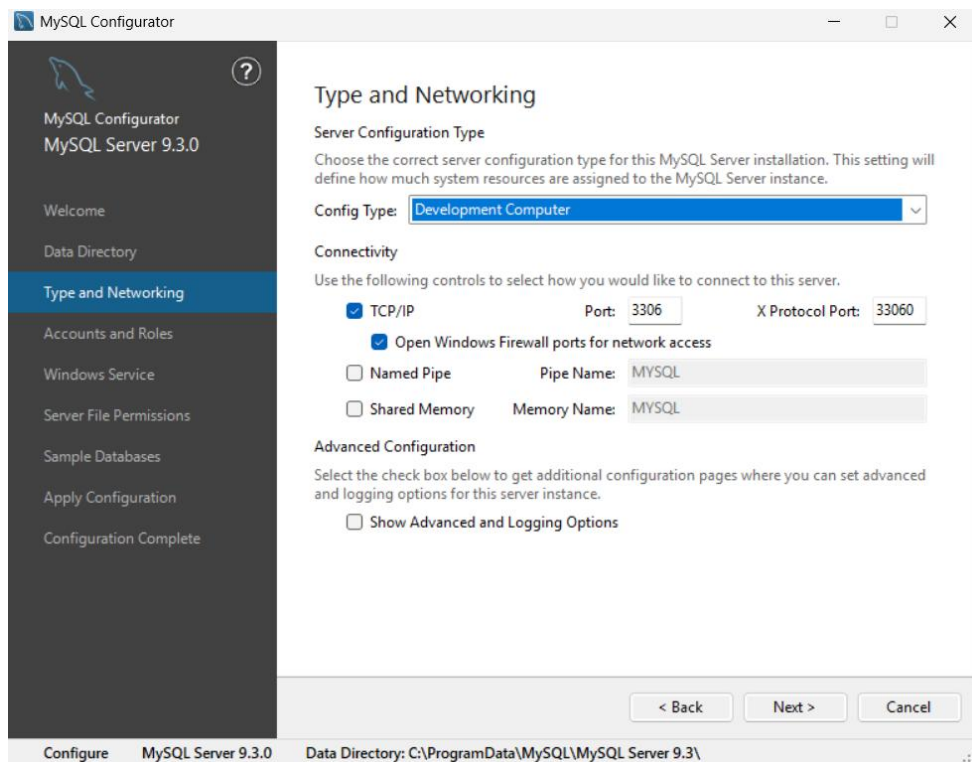 MySQL Configurator
?
MySQL Configurator
MySQL Server 9.3.0
Welcome
Data Directory
Type and Networking
Accounts and Roles
Windows Service
Server File Permissions
Sample Databases
Apply Configuration
Configuration Complete
Type and Networking
Server Configuration Type
Choose the correct server configuration type for this MySQL Server installation. This setting will
define how much system resources are assigned to the MySQL Server instance.
Config Type: Development Computer
Connectivity
Use the following controls to select how you would like to connect to this server.
TCP/IP Port: 3306 X Protocol Port: 33060
Open Windows Firewall ports for network access
Named Pipe Pipe Name: MYSQL
Shared Memory Memory Name: MYSQL
Advanced Configuration
Select the check box below to get additional configuration pages where you can set advanced
and logging options for this server instance.
Show Advanced and Logging Options
< Back Next > Cancel
Configure MySQL Server 9.3.0 Data Directory: C:\ProgramData\MySQL\MySQL Server 9.3\